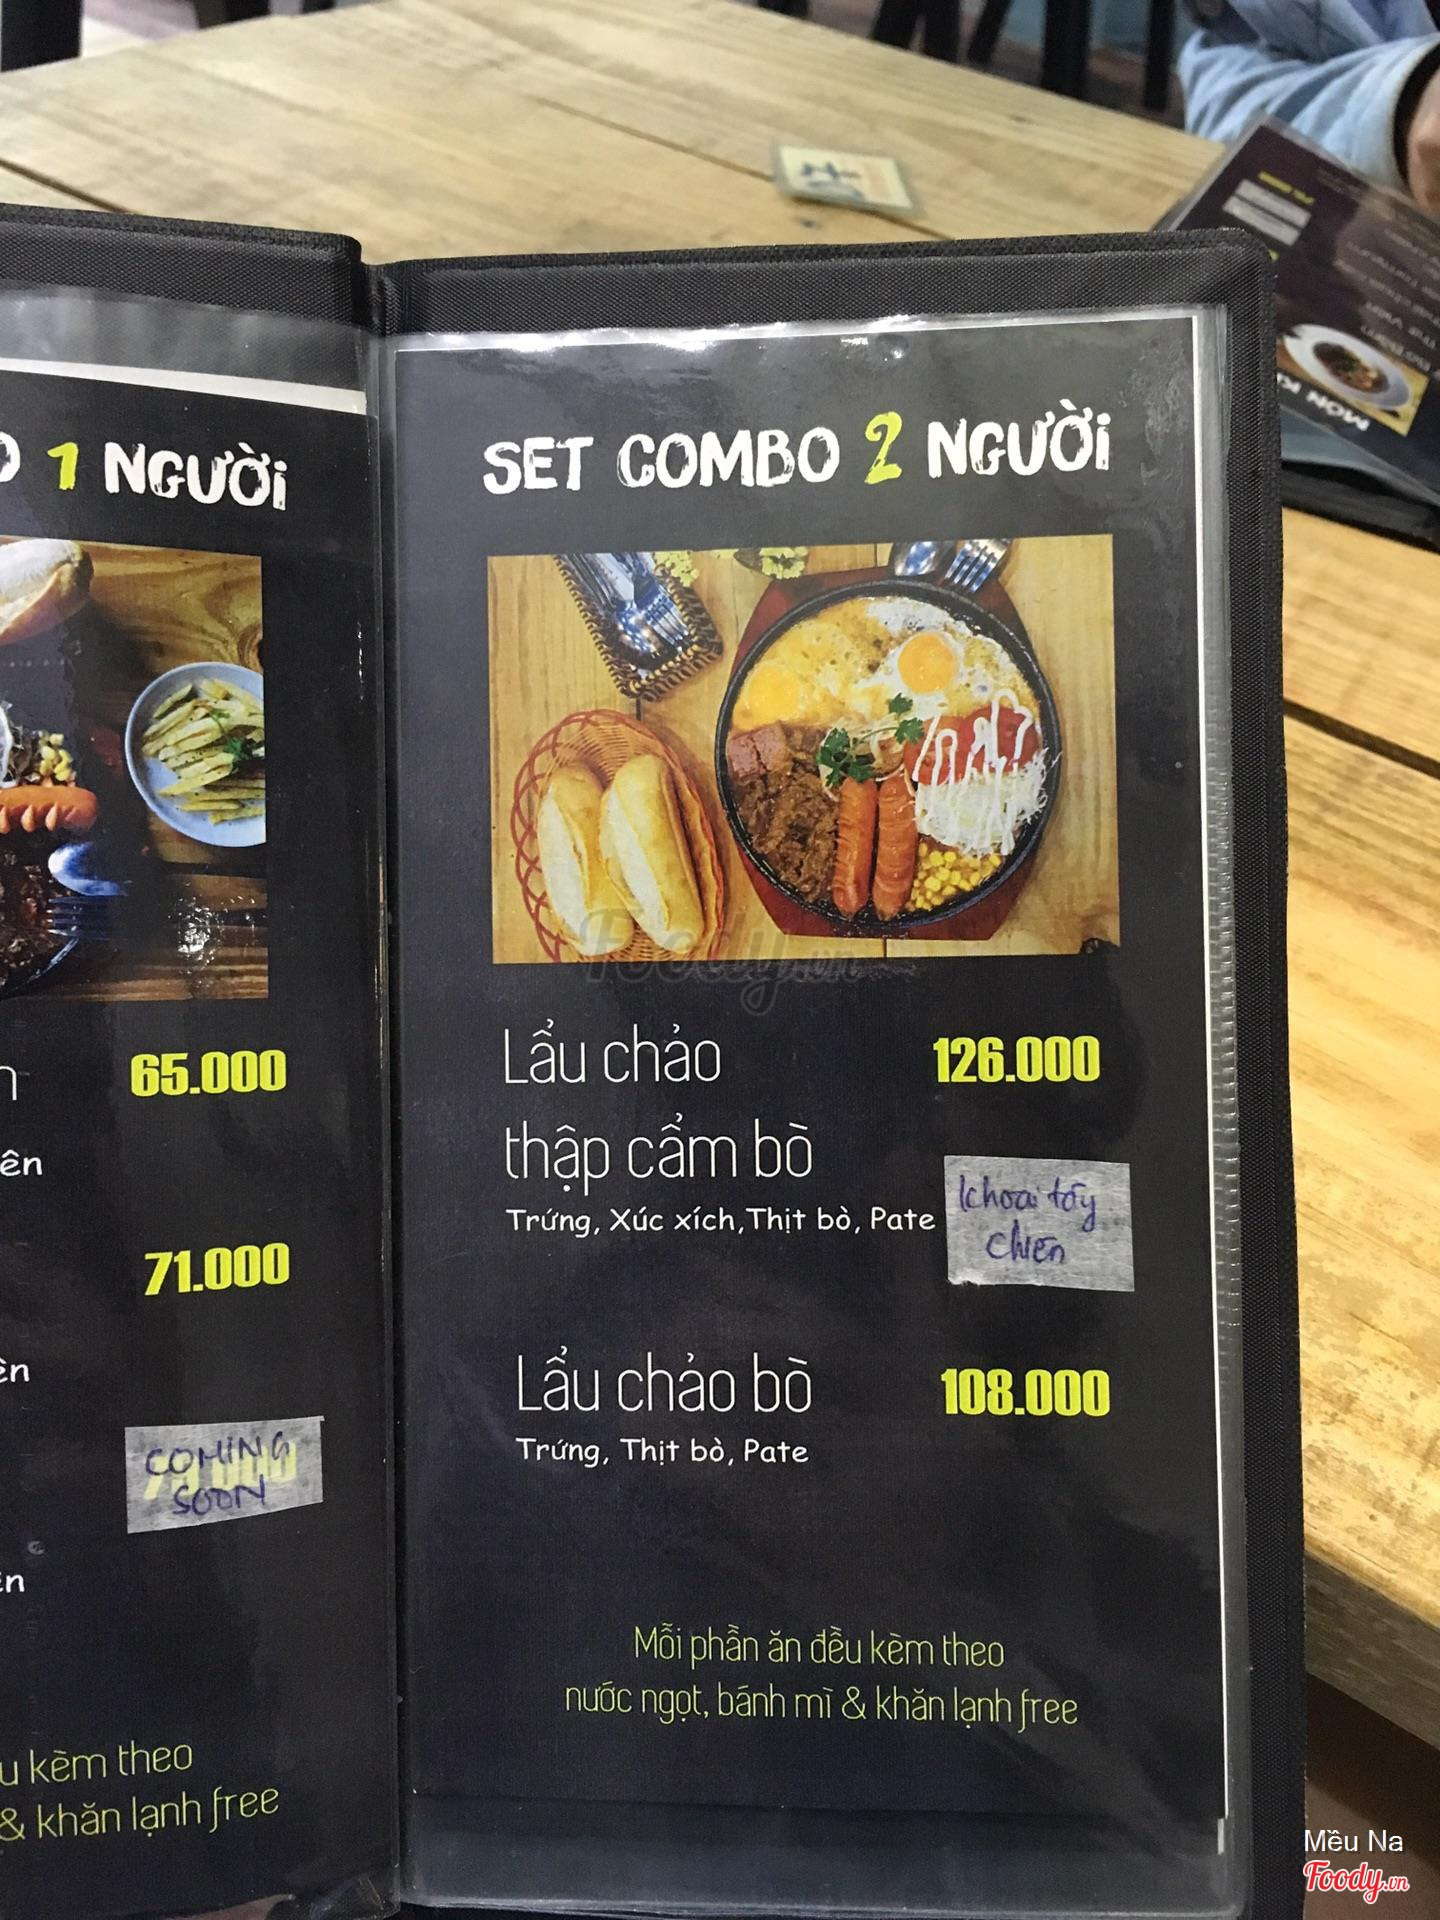 1 NGƯỜI
65.000
71.000
COMING
SOON
kèm theo
& khăn lạnh free
SET COMBO 2 NGƯỜI
Lẩu chảo 126.000
thập cẩm bò
Trứng, Xúc xích,Thịt bò, Pate
khoai tây
chiên
Lẩu chảo bò 108.000
Trứng, Thịt bò, Pate
Mỗi phần ăn đều kèm theo
nước ngọt, bánh mì & khăn lạnh free
Foody.vn
Mều Na
Foody.vn